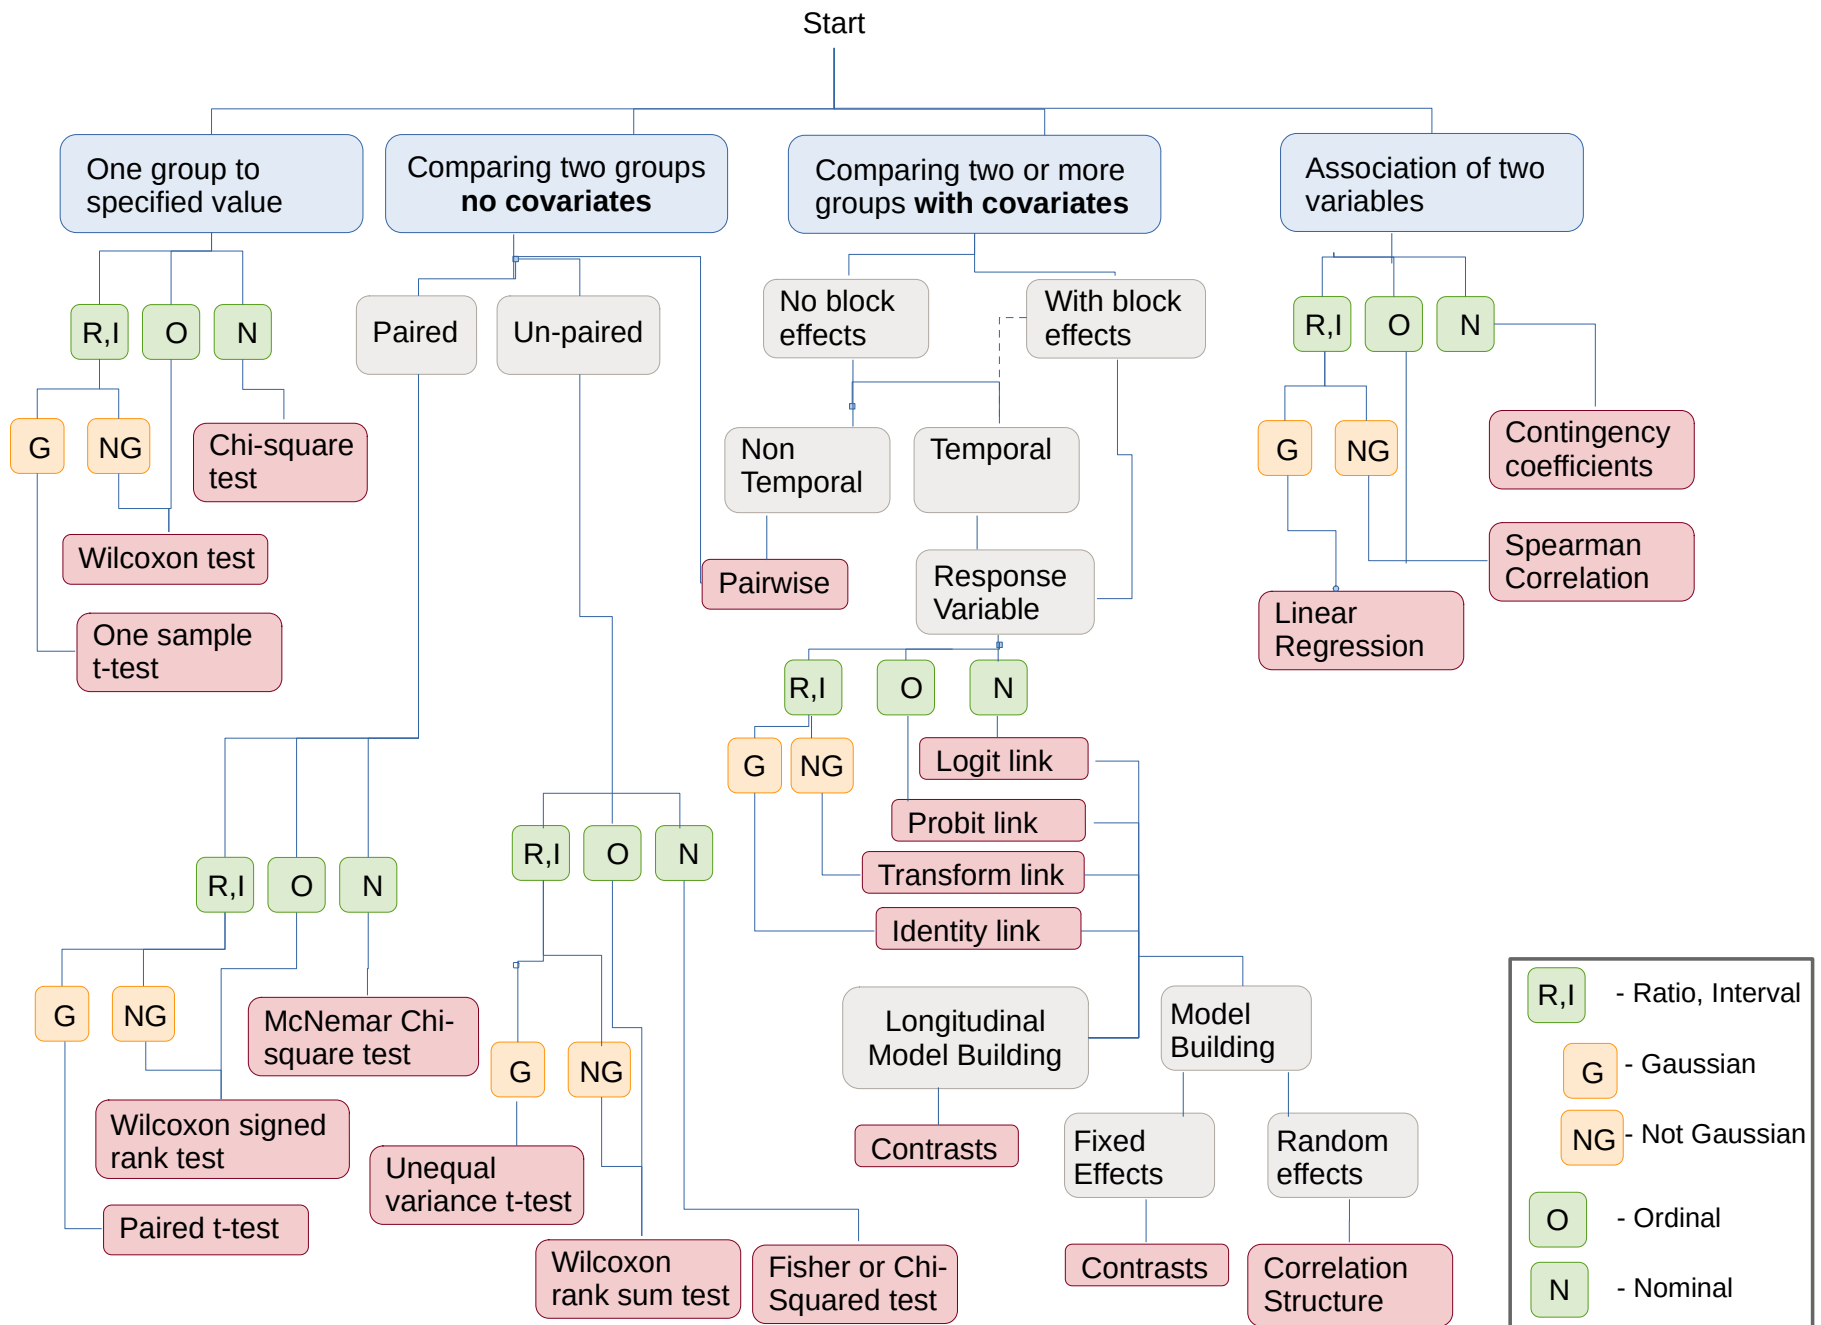 Start
One group to
specified value
Comparing two groups
no covariates
Comparing two or more
groups with covariates
Association of two
variables
R,I
O
N
Paired
Un-paired
No block
effects
With block
effects
R,I
O
N
G
NG
Chi-square
test
Wilcoxon test
One sample
t-test
Non
Temporal
Temporal
Pairwise
Response
Variable
G
NG
Contingency
coefficients
Spearman
Correlation
Linear
Regression
R,I
O
N
G
NG
Logit link
Probit link
Transform link
Identity link
R,I
O
N
R,I
O
N
G
NG
McNemar Chi-
square test
Wilcoxon signed
rank test
Paired t-test
G
NG
Unequal
variance t-test
Wilcoxon
rank sum test
Fisher or Chi-
Squared test
Longitudinal
Model Building
Contrasts
Model
Building
Fixed
Effects
Random
effects
Contrasts
Correlation
Structure
R,I - Ratio, Interval
G - Gaussian
NG - Not Gaussian
O - Ordinal
N - Nominal